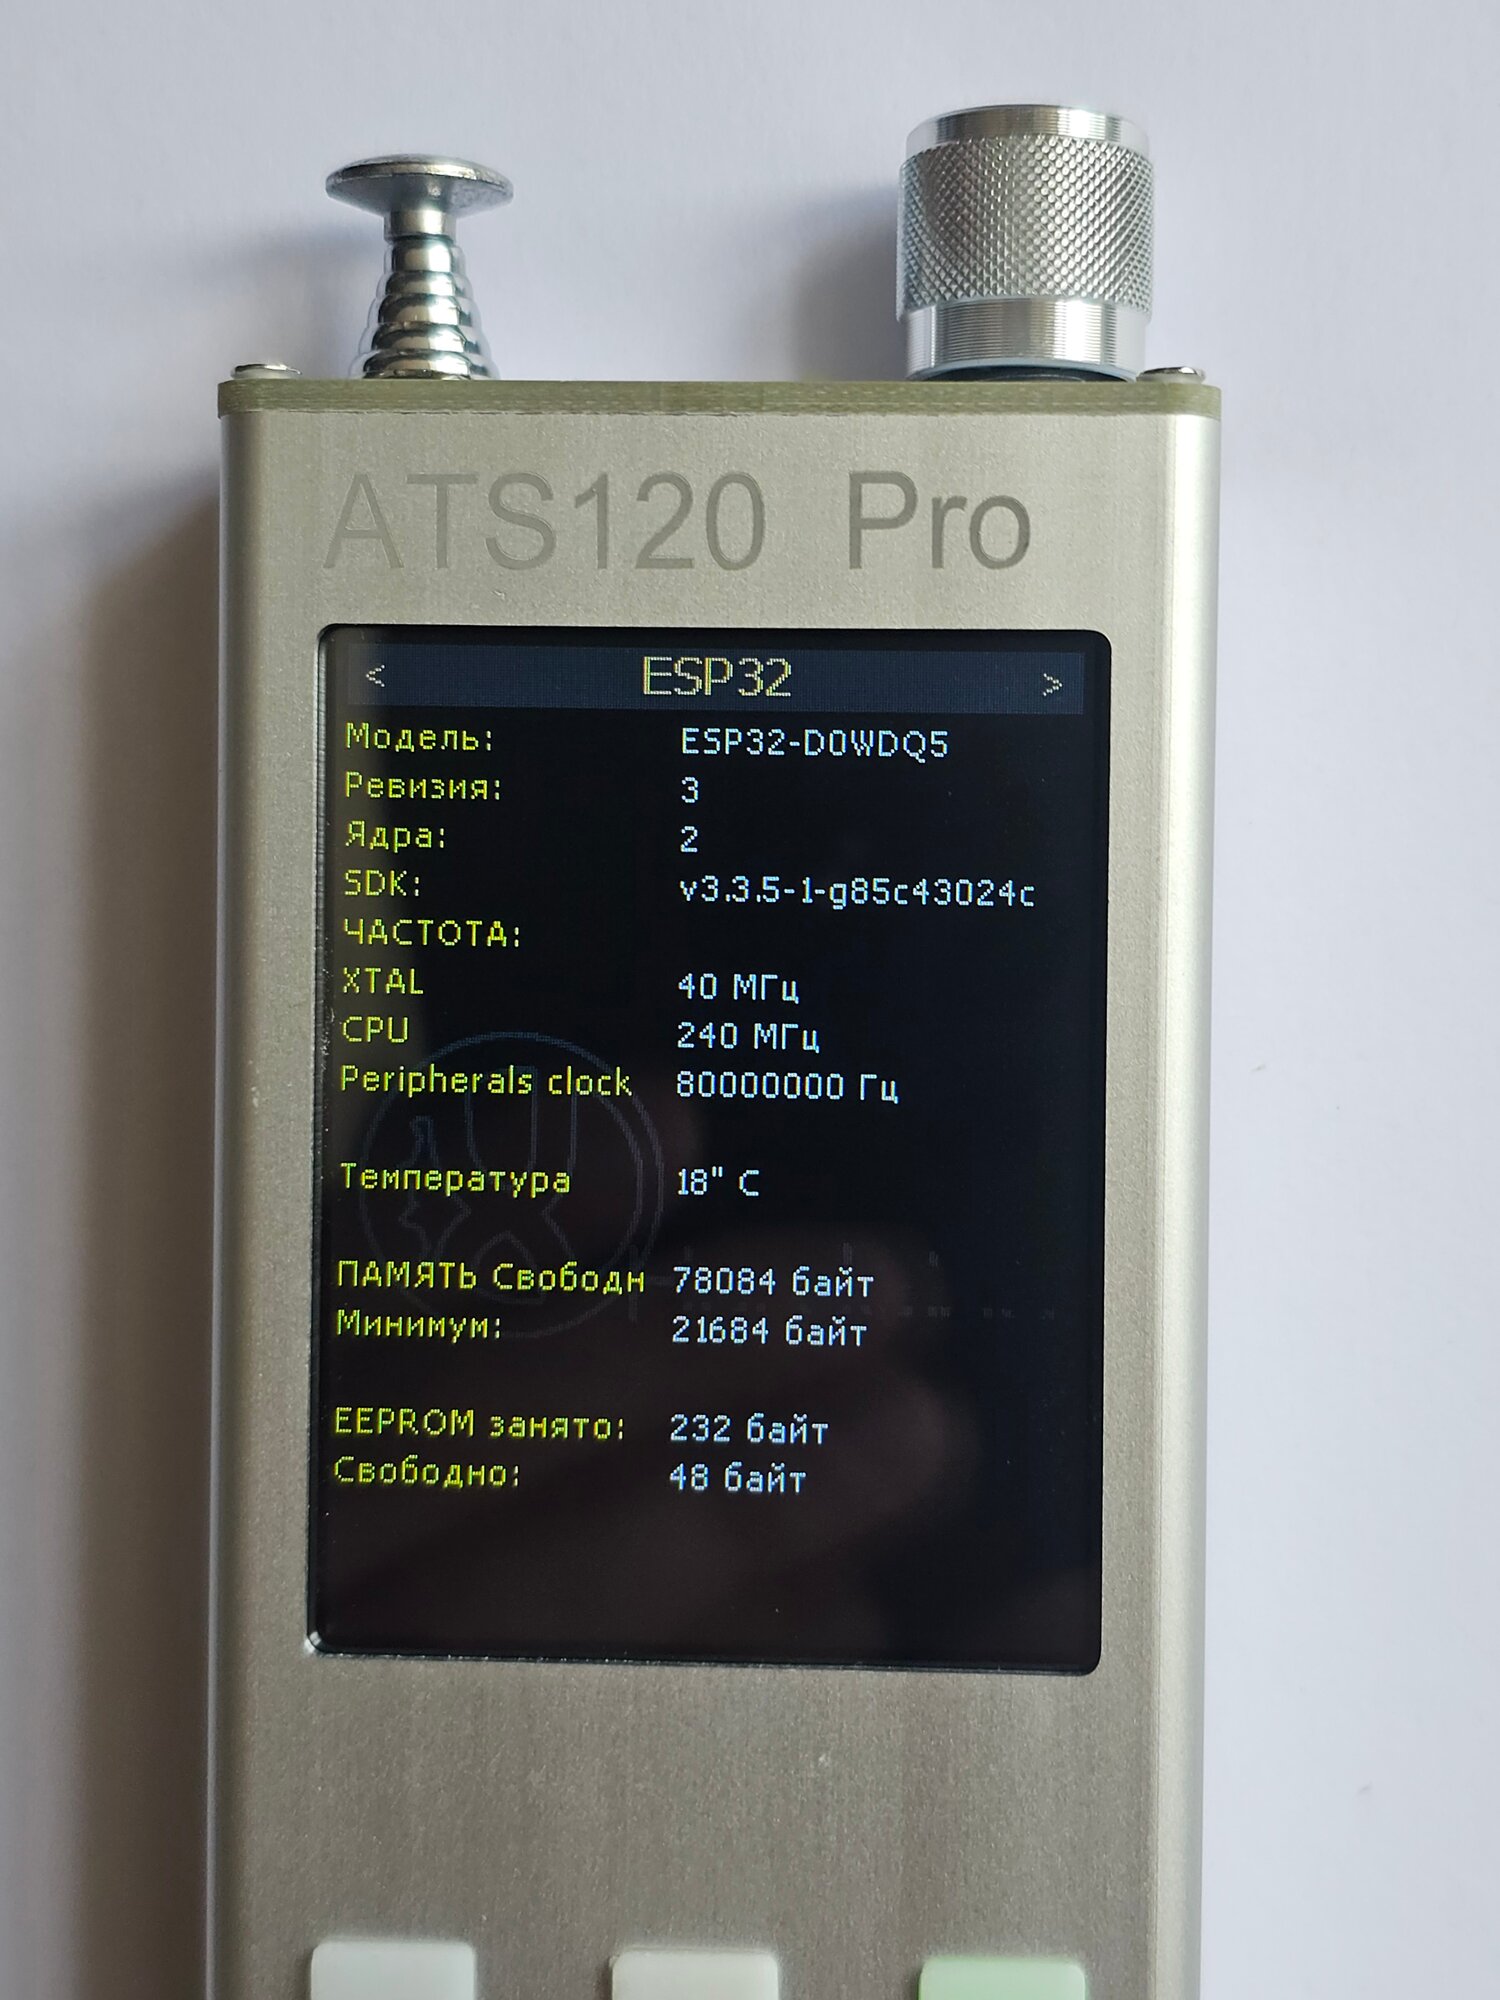 ATS120 Pro
< ESP32 >
Модель: ESP32-D0WDQ5
Ревизия: 3
Ядра: 2
SDK: v3.3.5-1-g85c43024c
ЧАСТОТА:
XTAL 40 МГц
CPU 240 МГц
Peripherals clock 80000000 Гц
Температура 18" C
ПАМЯТЬ Свободн 78084 байт
Минимум: 21684 байт
EEPROM занято: 232 байт
Свободно: 48 байт